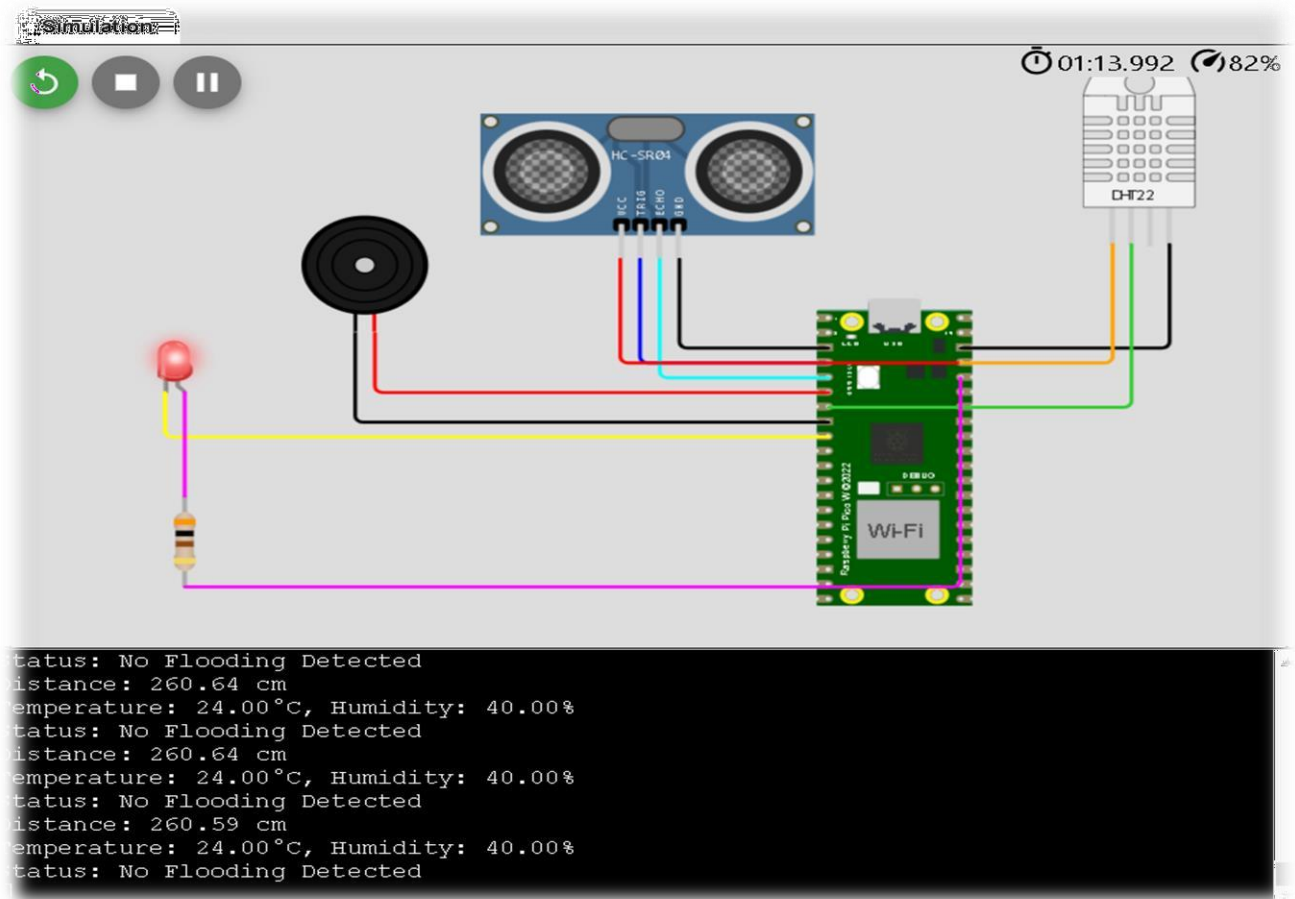 Simulation
01:13.992 82%
HC-SR04
VCC TRIG ECHO GND
DHT22
DEBUG
Raspberry Pi Pico W ©2022
Wi-Fi
tatus: No Flooding Detected
istance: 260.64 cm
emperature: 24.00°C, Humidity: 40.00%
tatus: No Flooding Detected
istance: 260.64 cm
emperature: 24.00°C, Humidity: 40.00%
tatus: No Flooding Detected
istance: 260.59 cm
emperature: 24.00°C, Humidity: 40.00%
tatus: No Flooding Detected